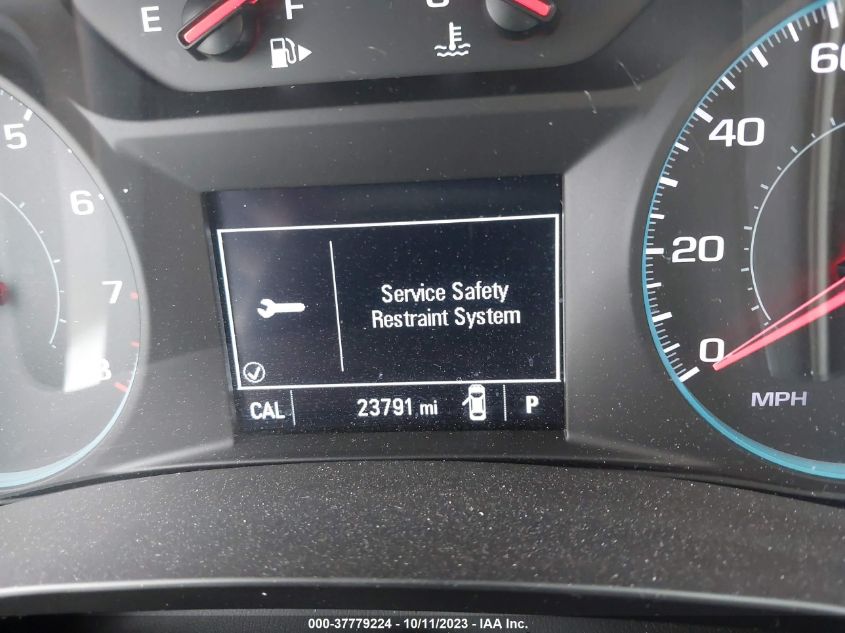 E F
5
6
7
8
60
40
20
0
MPH
Service Safety
Restraint System
CAL 23791 mi P
000-37779224 - 10/11/2023 - IAA Inc.